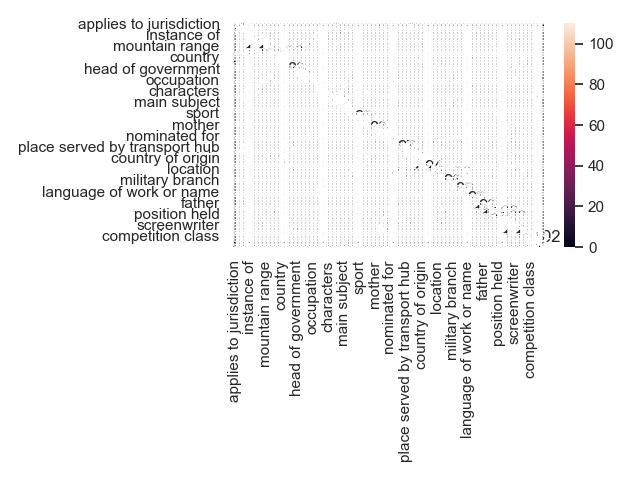 applies to jurisdiction
instance of
mountain range
country
head of government
occupation
characters
main subject
sport
mother
nominated for
place served by transport hub
country of origin
location
military branch
language of work or name
father
position held
screenwriter
competition class
100
80
60
40
20
0
applies to jurisdiction
instance of
mountain range
country
head of government
occupation
characters
main subject
sport
mother
nominated for
place served by transport hub
country of origin
location
military branch
language of work or name
father
position held
screenwriter
competition class